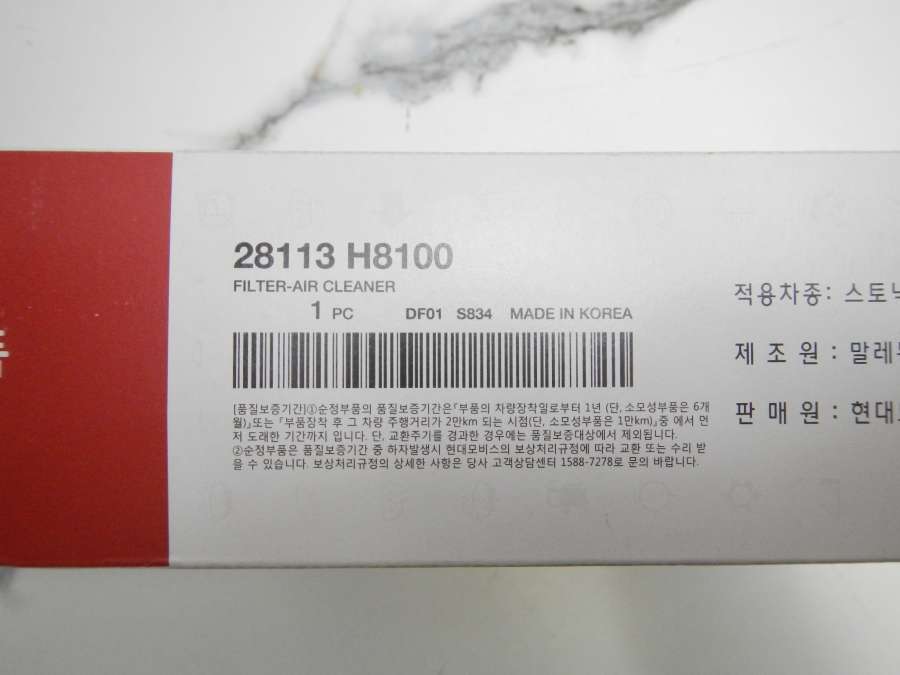 28113 H8100
FILTER-AIR CLEANER
1 PC DF01 S834 MADE IN KOREA
[품질보증기간]①순정부품의 품질보증기간은「부품의 차량장착일로부터 1년 (단, 소모성부품은 6개
월)」또는 「부품장착 후 그 차량 주행거리가 2만km 되는 시점(단, 소모성부품은 1만km)」중 에서 먼
저 도래한 기간까지 입니다. 단, 교환주기를 경과한 경우에는 품질보증대상에서 제외됩니다.
②순정부품은 품질보증기간 중 하자발생시 현대모비스의 보상처리규정에 따라 교환 또는 수리 받
을 수 있습니다. 보상처리규정의 상세한 사항은 당사 고객상담센터 1588-7278로 문의 바랍니다.
적용차종: 스토닉
제 조 원 : 말레
판 매 원 : 현대